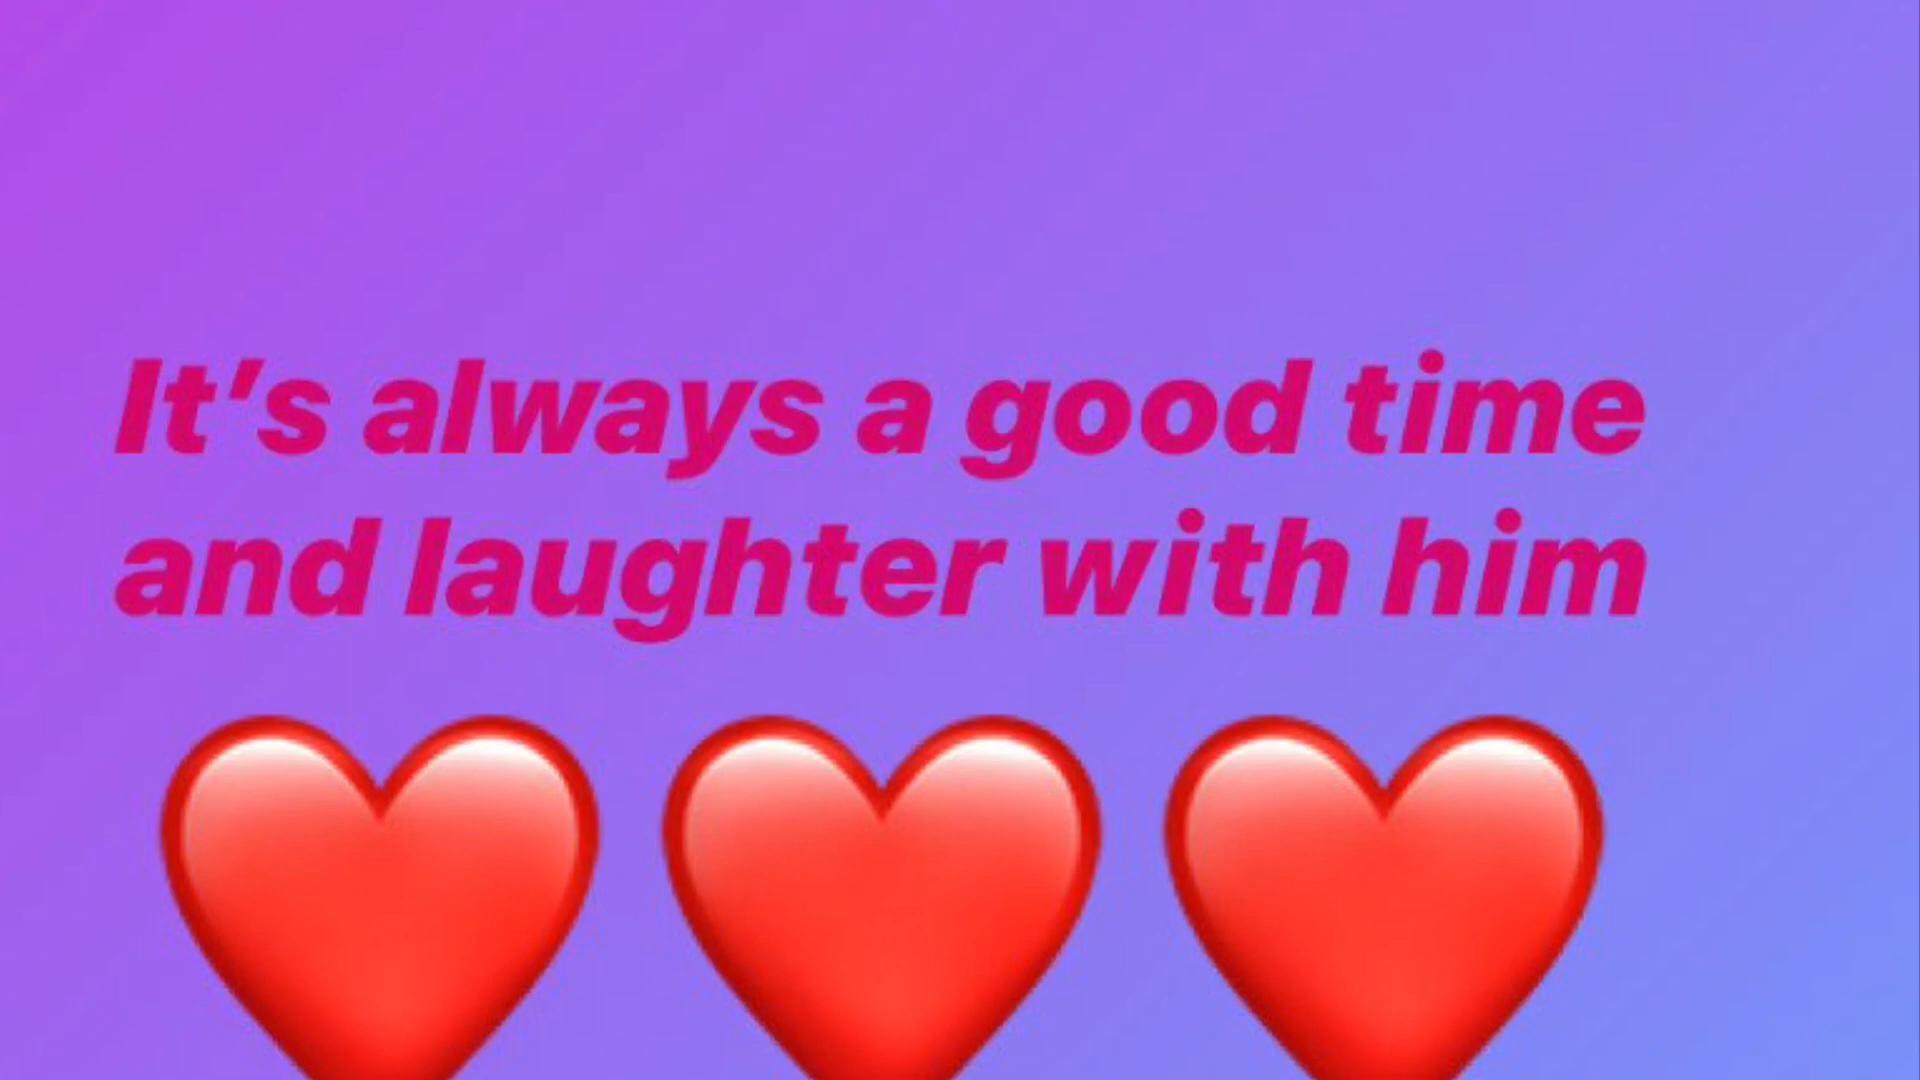 It’s always a good time
and laughter with him
❤️❤️❤️